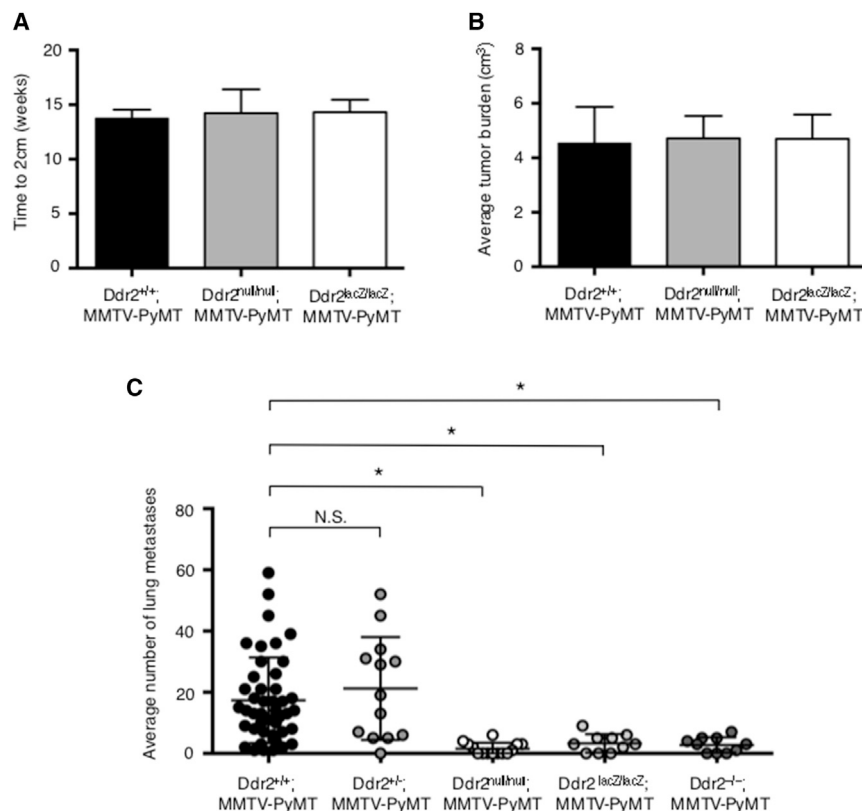 A
Time to 2cm (weeks)
20
15
10
5
0
Ddr2+/+; Ddr2null/null; Ddr2lacZ/lacZ;
MMTV-PyMT MMTV-PyMT MMTV-PyMT
B
Average tumor burden (cm³)
8
6
4
2
0
Ddr2+/+; Ddr2null/null; Ddr2lacZ/lacZ;
MMTV-PyMT MMTV-PyMT MMTV-PyMT
C
*
*
*
N.S.
Average number of lung metastases
80
60
40
20
0
Ddr2+/+; Ddr2+/-; Ddr2null/null; Ddr2 lacZ/lacZ; Ddr2–/–;
MMTV-PyMT MMTV-PyMT MMTV-PyMT MMTV-PyMT MMTV-PyMT